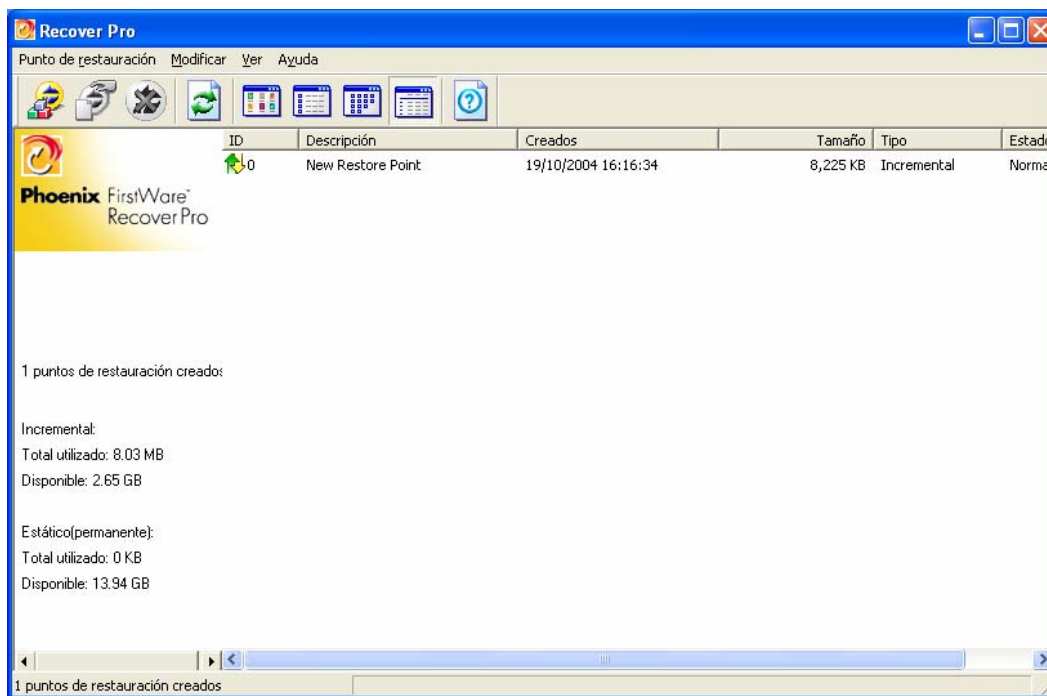 Recover Pro
Punto de restauración Modificar Ver Ayuda
ID Descripción Creados Tamaño Tipo Estado
0 New Restore Point 19/10/2004 16:16:34 8,225 KB Incremental Norma
Phoenix FirstWare
Recover Pro
1 puntos de restauración creados
Incremental:
Total utilizado: 8.03 MB
Disponible: 2.65 GB
Estático(permanente):
Total utilizado: 0 KB
Disponible: 13.94 GB
1 puntos de restauración creados